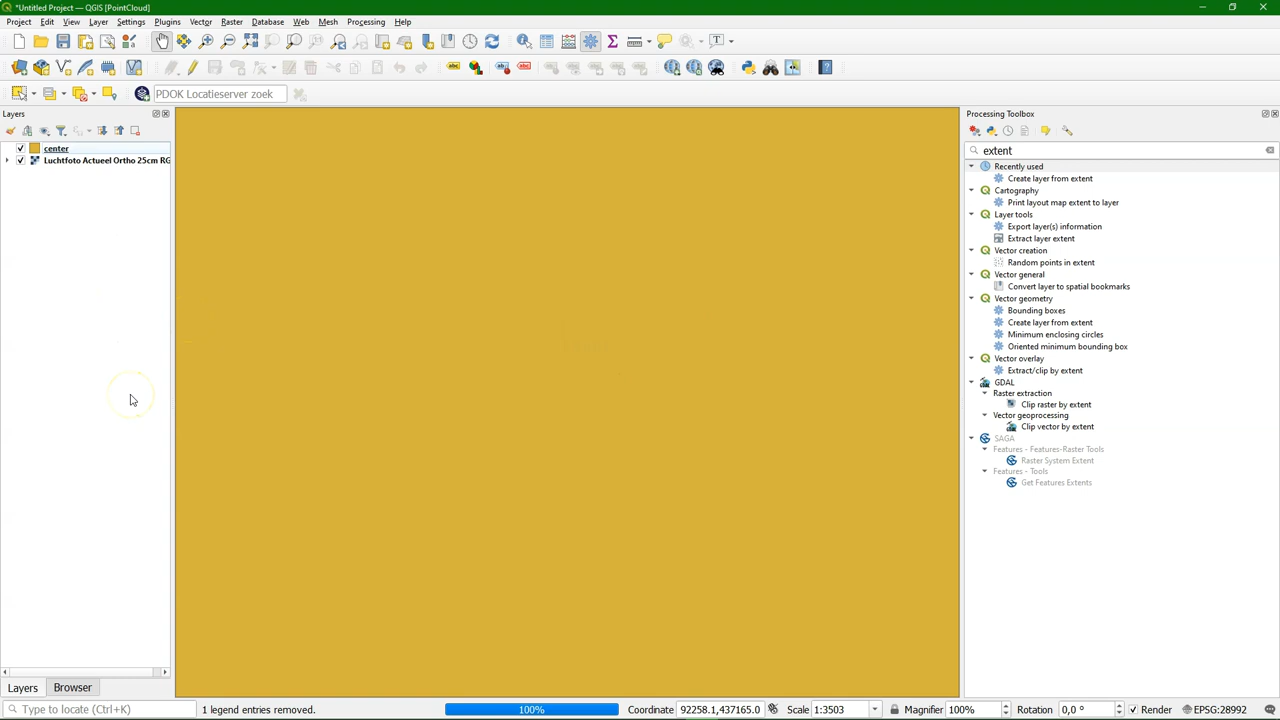 *Untitled Project — QGIS [PointCloud]
Project Edit View Layer Settings Plugins Vector Raster Database Web Mesh Processing Help
PDOK Locatieserver zoek
Layers
center
Luchtfoto Actueel Ortho 25cm RG
Processing Toolbox
extent
Recently used
Create layer from extent
Cartography
Print layout map extent to layer
Layer tools
Export layer(s) information
Extract layer extent
Vector creation
Random points in extent
Vector general
Convert layer to spatial bookmarks
Vector geometry
Bounding boxes
Create layer from extent
Minimum enclosing circles
Oriented minimum bounding box
Vector overlay
Extract/clip by extent
GDAL
Raster extraction
Clip raster by extent
Vector geoprocessing
Clip vector by extent
SAGA
Features - Features-Raster Tools
Raster System Extent
Features - Tools
Get Features Extents
Layers Browser
Type to locate (Ctrl+K) 1 legend entries removed. 100% Coordinate 92258.1,437165.0 Scale 1:3503 Magnifier 100% Rotation 0,0 ° Render EPSG:28992